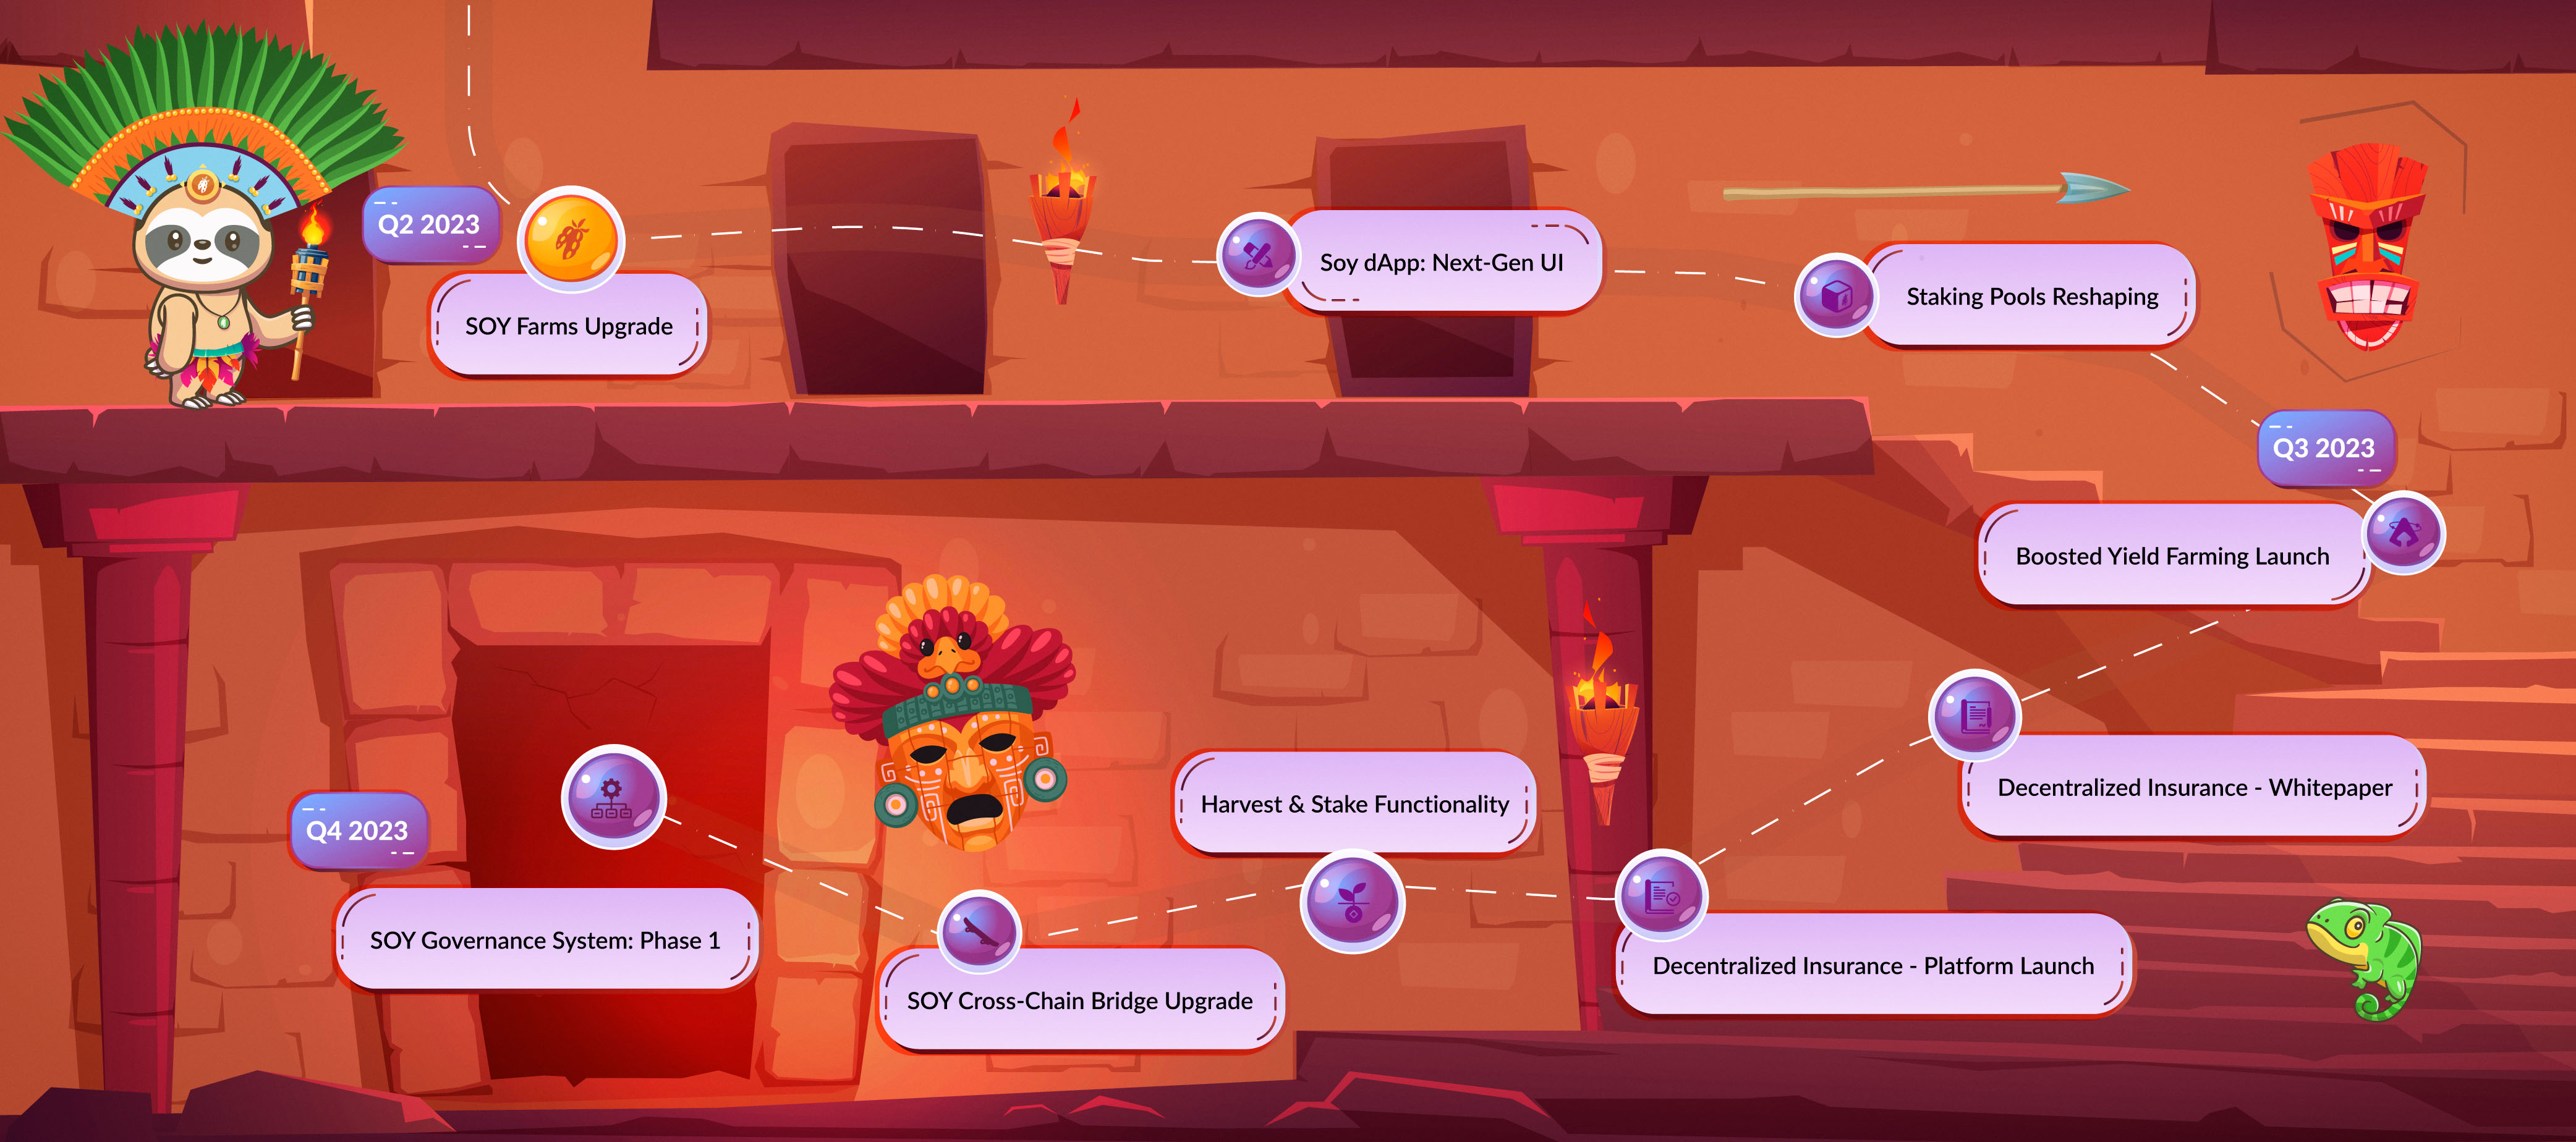 Q2 2023
SOY Farms Upgrade
Soy dApp: Next-Gen UI
Staking Pools Reshaping
Q3 2023
Boosted Yield Farming Launch
Decentralized Insurance - Whitepaper
Decentralized Insurance - Platform Launch
Harvest & Stake Functionality
SOY Cross-Chain Bridge Upgrade
Q4 2023
SOY Governance System: Phase 1